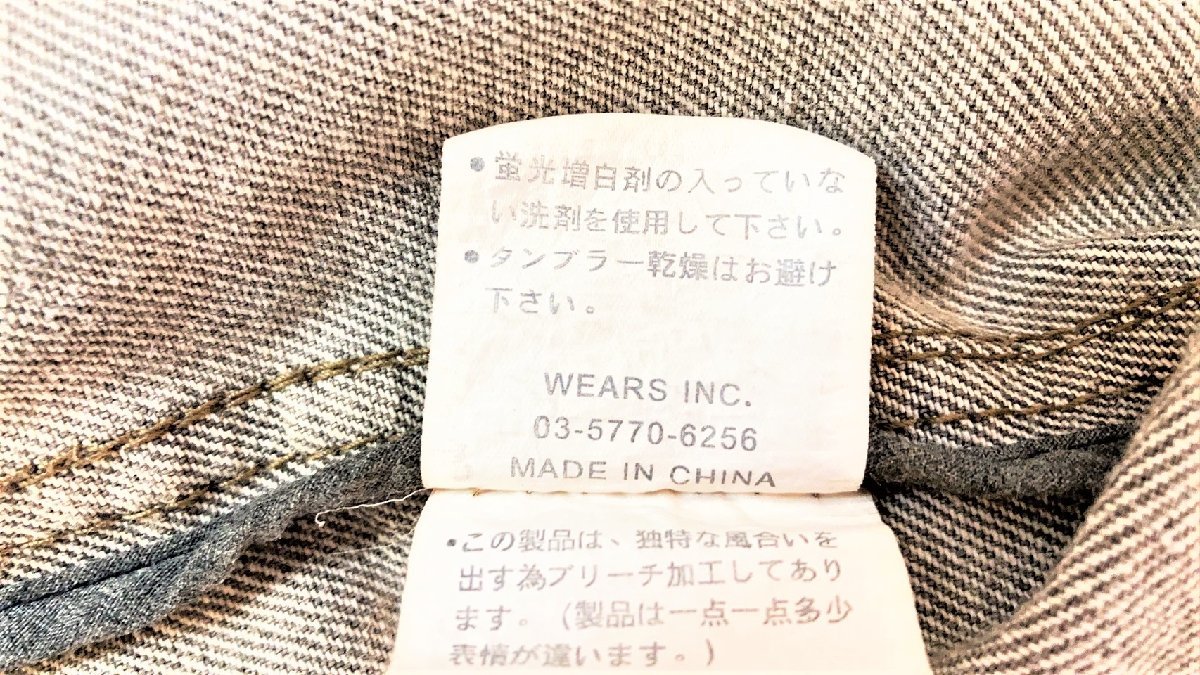 •蛍光増白剤の入っていな
い洗剤を使用して下さい。
•タンブラー乾燥はお避け
下さい。
WEARS INC.
03-5770-6256
MADE IN CHINA
•この製品は、独特な風合いを
出す為ブリーチ加工してあり
ます。(製品は一点一点多少
表情が違います。)